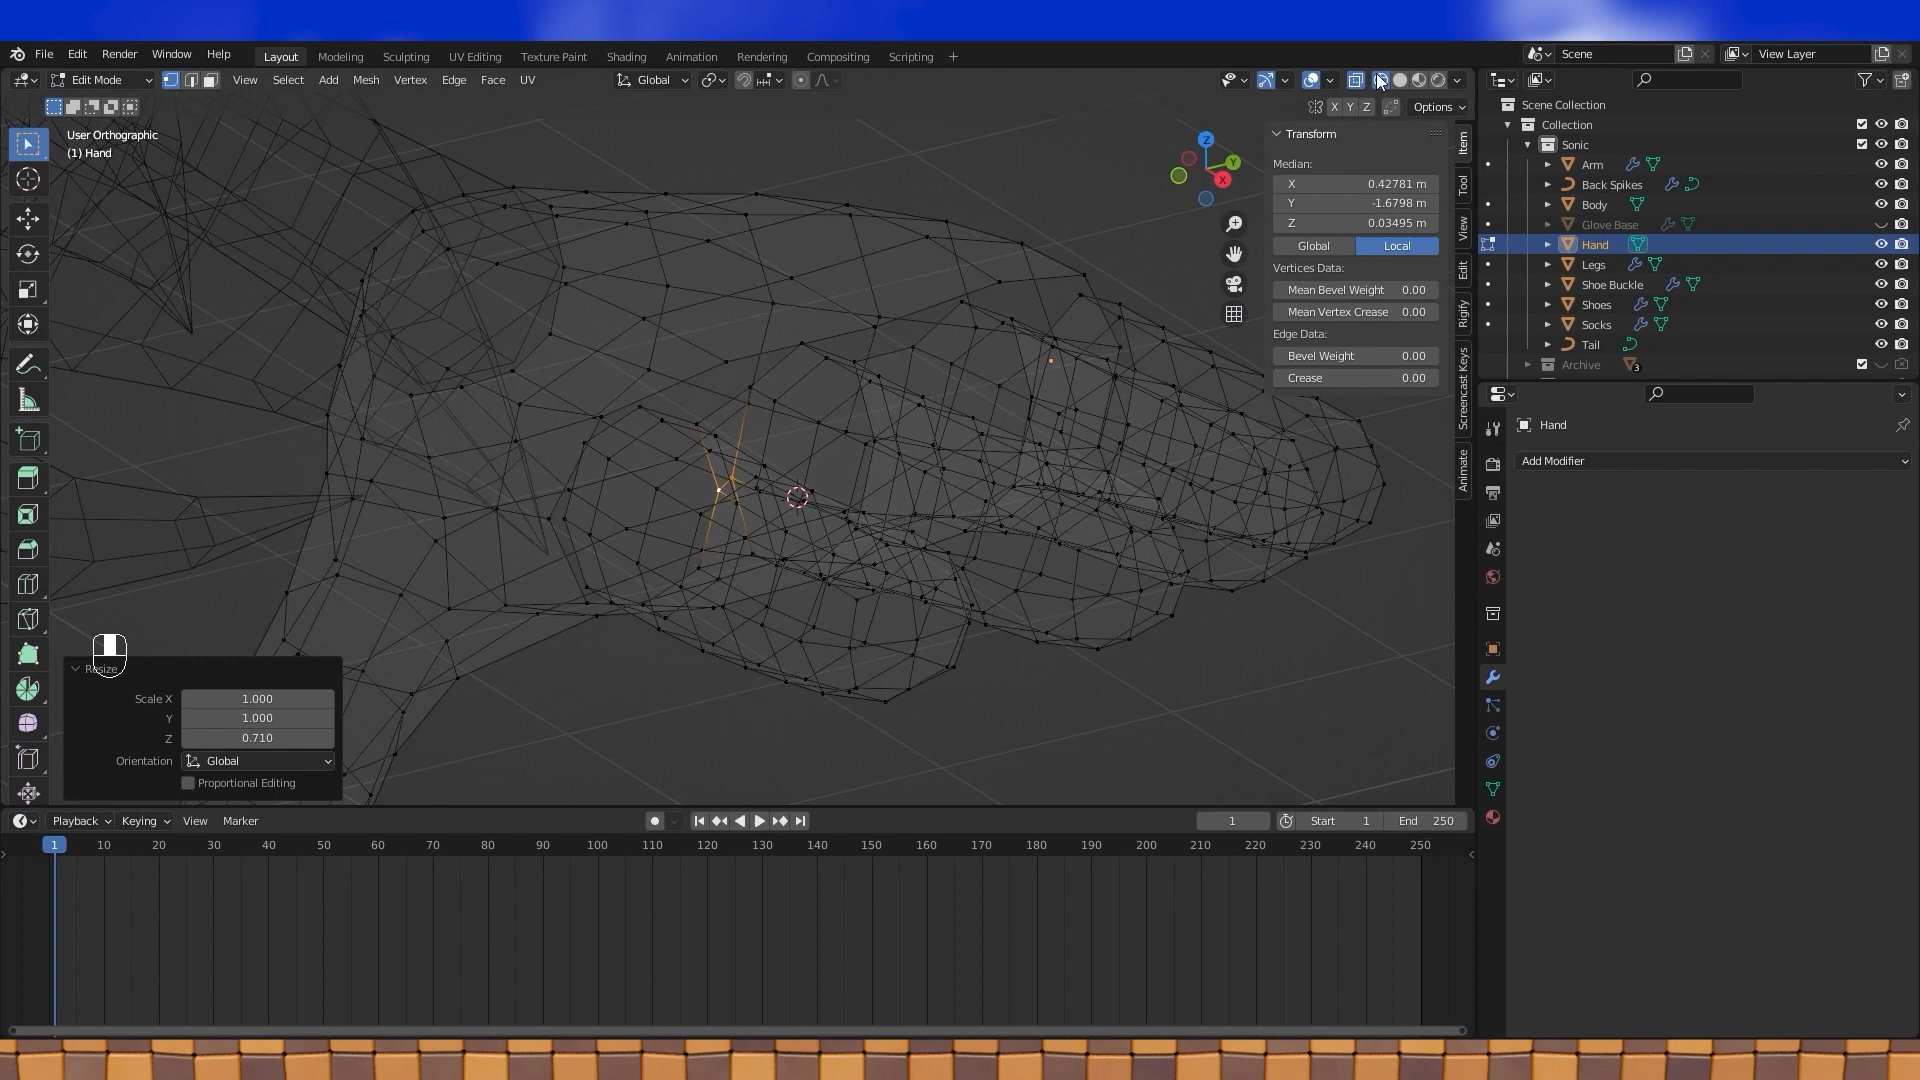 File Edit Render Window Help Layout Modeling Sculpting UV Editing Texture Paint Shading Animation Rendering Compositing Scripting + Scene View Layer
Edit Mode View Select Add Mesh Vertex Edge Face UV Global
X Y Z Options
User Orthographic
(1) Hand
Z
Y
X
Transform
Median:
X 0.42781 m
Y -1.6798 m
Z 0.03495 m
Global Local
Vertices Data:
Mean Bevel Weight 0.00
Mean Vertex Crease 0.00
Edge Data:
Bevel Weight 0.00
Crease 0.00
Item
Tool
View
Edit
Rigify
Screencast Keys
Animate
Scene Collection
Collection
Sonic
Arm
Back Spikes
Body
Glove Base
Hand
Legs
Shoe Buckle
Shoes
Socks
Tail
Archive 3
Hand
Add Modifier
Resize
Scale X 1.000
Y 1.000
Z 0.710
Orientation Global
Proportional Editing
Playback Keying View Marker 1 Start 1 End 250
1 10 20 30 40 50 60 70 80 90 100 110 120 130 140 150 160 170 180 190 200 210 220 230 240 250